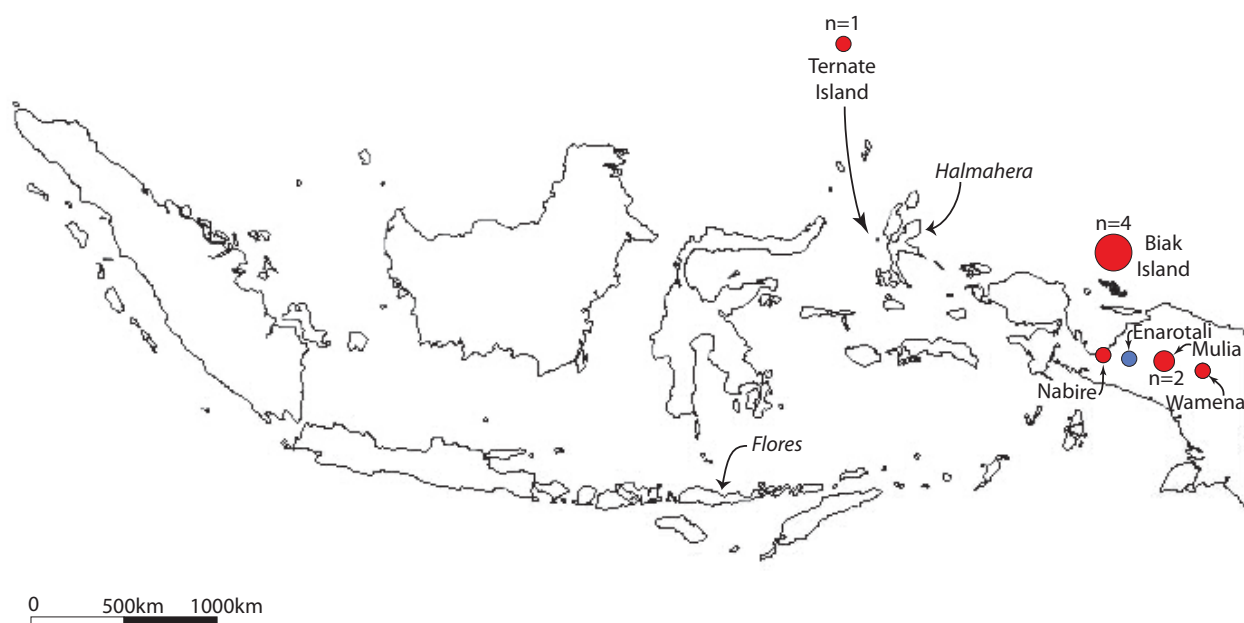 n=1
Ternate
Island
Halmahera
n=4
Biak
Island
Enarotali
Mulia
n=2
Nabire
Wamena
Flores
0 500km 1000km